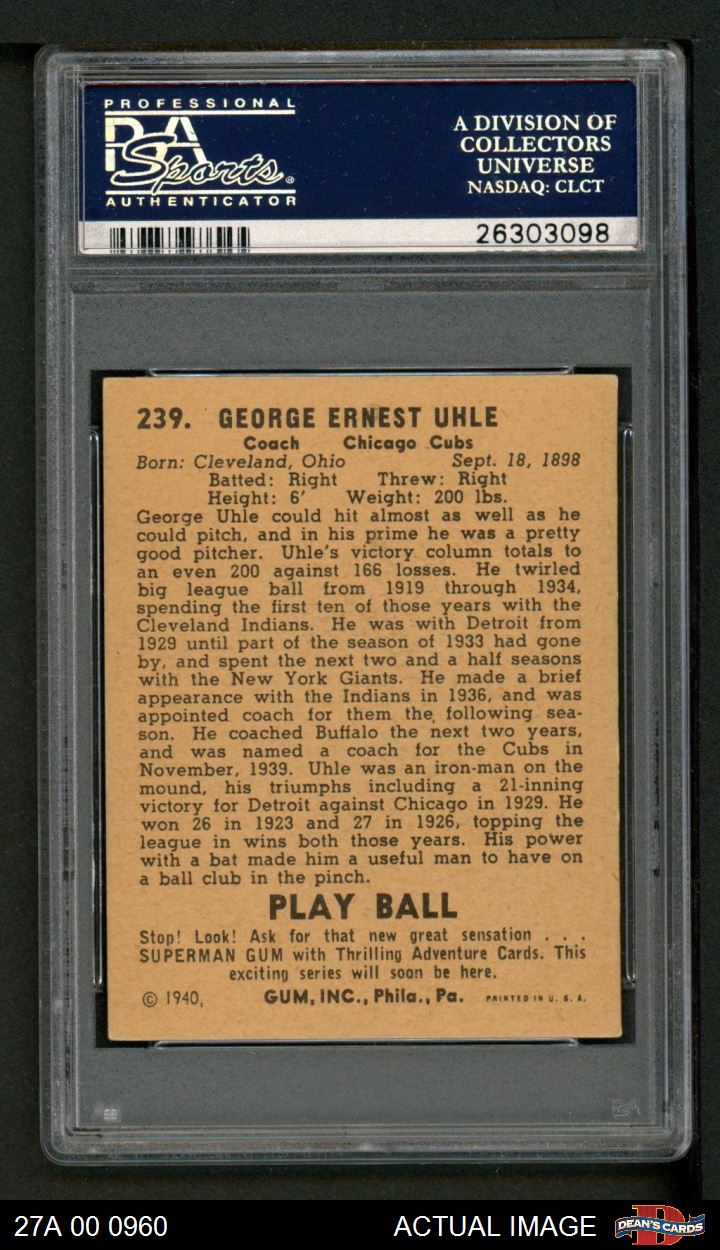 PROFESSIONAL
PSA
Sports®
AUTHENTICATOR
A DIVISION OF
COLLECTORS
UNIVERSE
NASDAQ: CLCT
26303098
239. GEORGE ERNEST UHLE
Coach Chicago Cubs
Born: Cleveland, Ohio Sept. 18, 1898
Batted: Right Threw: Right
Height: 6' Weight: 200 lbs.
George Uhle could hit almost as well as he
could pitch, and in his prime he was a pretty
good pitcher. Uhle's victory column totals to
an even 200 against 166 losses. He twirled
big league ball from 1919 through 1934,
spending the first ten of those years with the
Cleveland Indians. He was with Detroit from
1929 until part of the season of 1933 had gone
by, and spent the next two and a half seasons
with the New York Giants. He made a brief
appearance with the Indians in 1936, and was
appointed coach for them the following sea-
son. He coached Buffalo the next two years,
and was named a coach for the Cubs in
November, 1939. Uhle was an iron-man on the
mound, his triumphs including a 21-inning
victory for Detroit against Chicago in 1929. He
won 26 in 1923 and 27 in 1926, topping the
league in wins both those years. His power
with a bat made him a useful man to have on
a ball club in the pinch.
PLAY BALL
Stop! Look! Ask for that new great sensation . . .
SUPERMAN GUM with Thrilling Adventure Cards. This
exciting series will soon be here.
© 1940, GUM, INC., Phila., Pa. PRINTED IN U. S. A.
PSA
27A 00 0960
ACTUAL IMAGE
DEAN'S CARDS